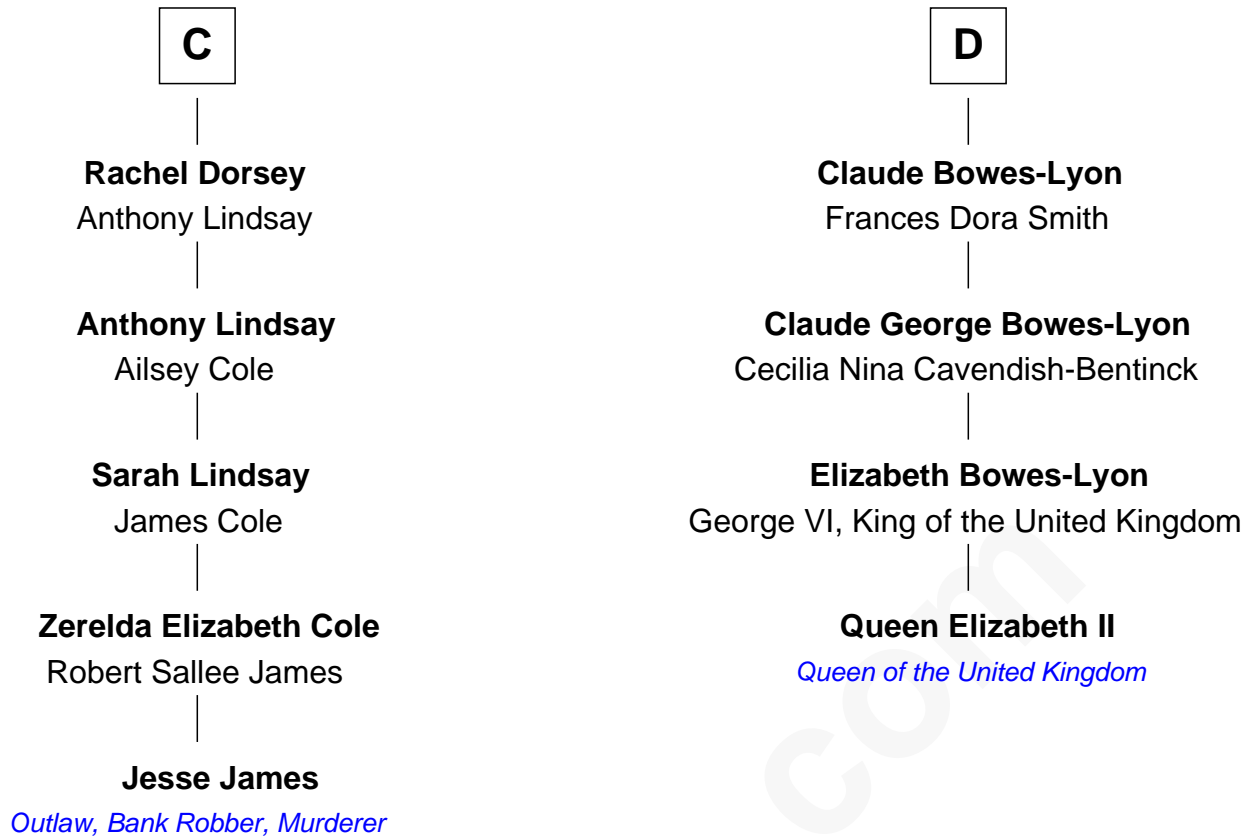 C
Rachel Dorsey
Anthony Lindsay
Anthony Lindsay
Ailsey Cole
Sarah Lindsay
James Cole
Zerelda Elizabeth Cole
Robert Sallee James
Jesse James
Outlaw, Bank Robber, Murderer
D
Claude Bowes-Lyon
Frances Dora Smith
Claude George Bowes-Lyon
Cecilia Nina Cavendish-Bentinck
Elizabeth Bowes-Lyon
George VI, King of the United Kingdom
Queen Elizabeth II
Queen of the United Kingdom
com